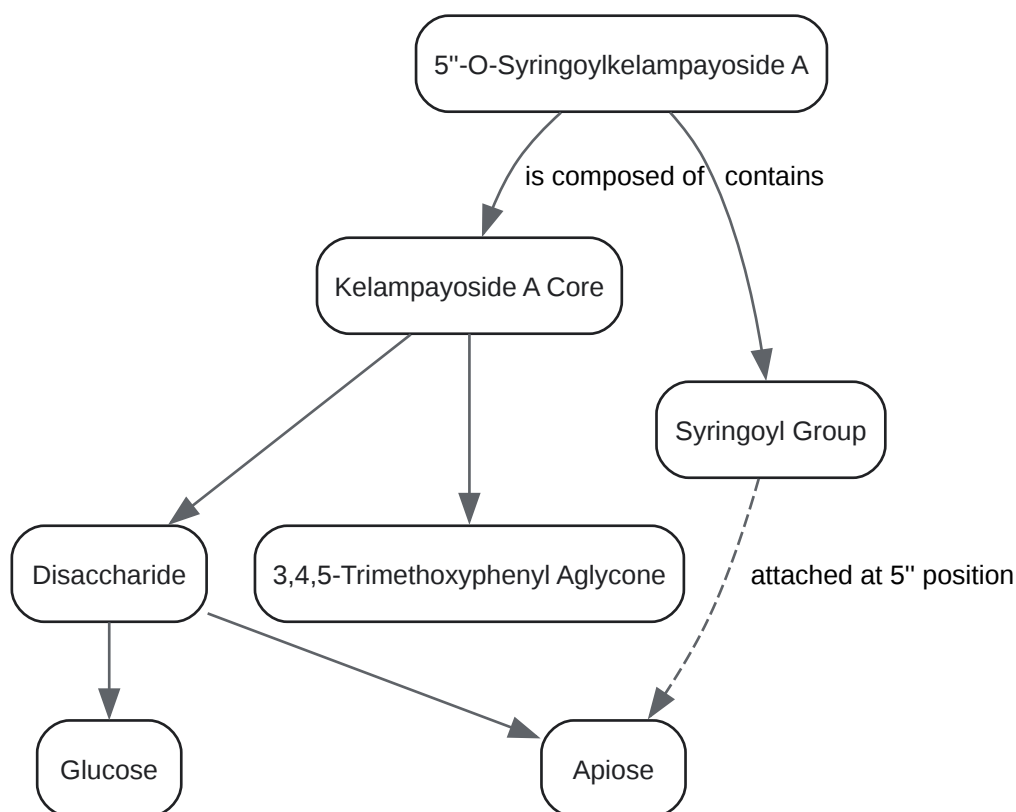 5"-O-Syringoylkelampayoside A
is composed of
contains
Kelampayoside A Core
Syringoyl Group
Disaccharide
3,4,5-Trimethoxyphenyl Aglycone
attached at 5" position
Glucose
Apiose